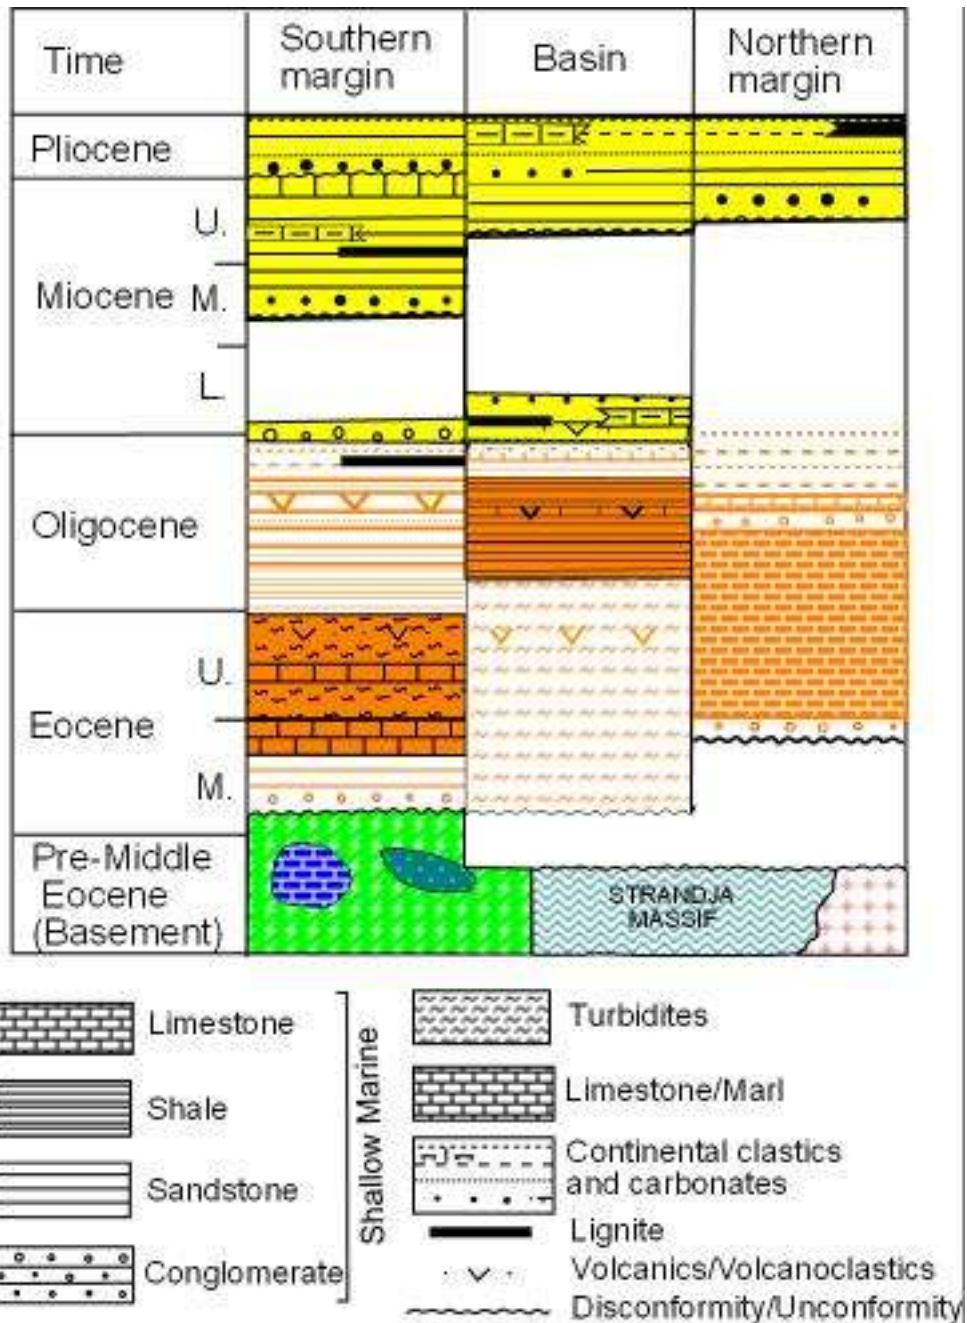 Time
Southern
margin
Basin
Northern
margin
Pliocene
U.
Miocene M.
L.
Oligocene
U.
Eocene
M.
Pre-Middle
Eocene
(Basement)
STRANDJA
MASSIF
Limestone
Shale
Sandstone
Conglomerate
Shallow Marine
Turbidites
Limestone/Marl
Continental clastics
and carbonates
Lignite
Volcanics/Volcanoclastics
Disconformity/Unconformity